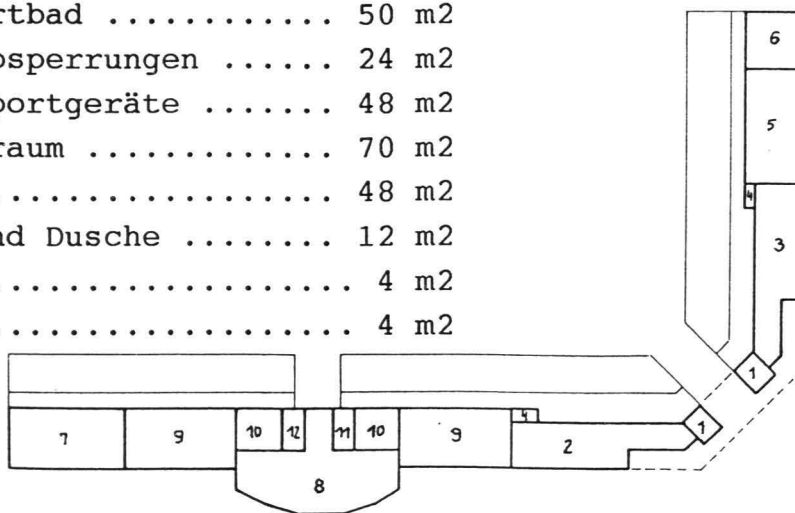 rtbad ............ 50 m2
osperrungen ...... 24 m2
portgeräte ....... 48 m2
raum ............. 70 m2
.................. 48 m2
nd Dusche ........ 12 m2
................... 4 m2
................... 4 m2
6
5
4
3
1
1
4
7
9
10
12
11
10
9
2
8